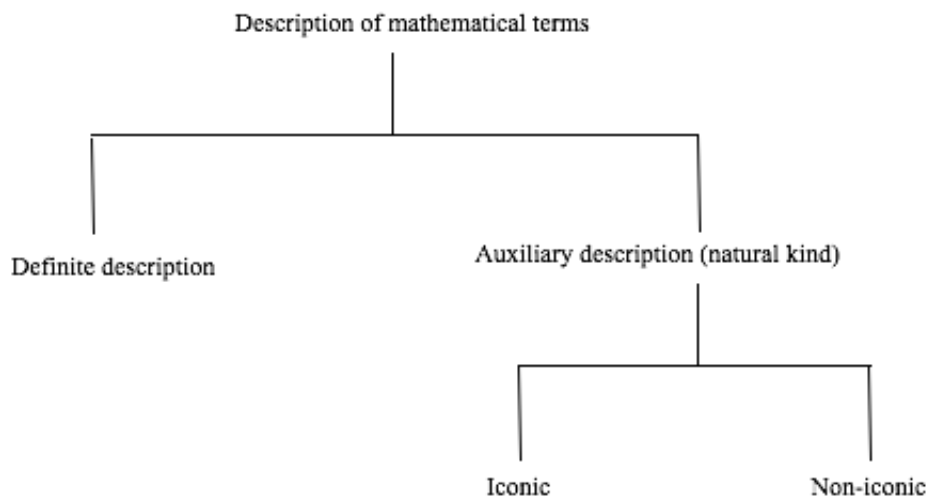 Description of mathematical terms
Definite description
Auxiliary description (natural kind)
Iconic
Non-iconic